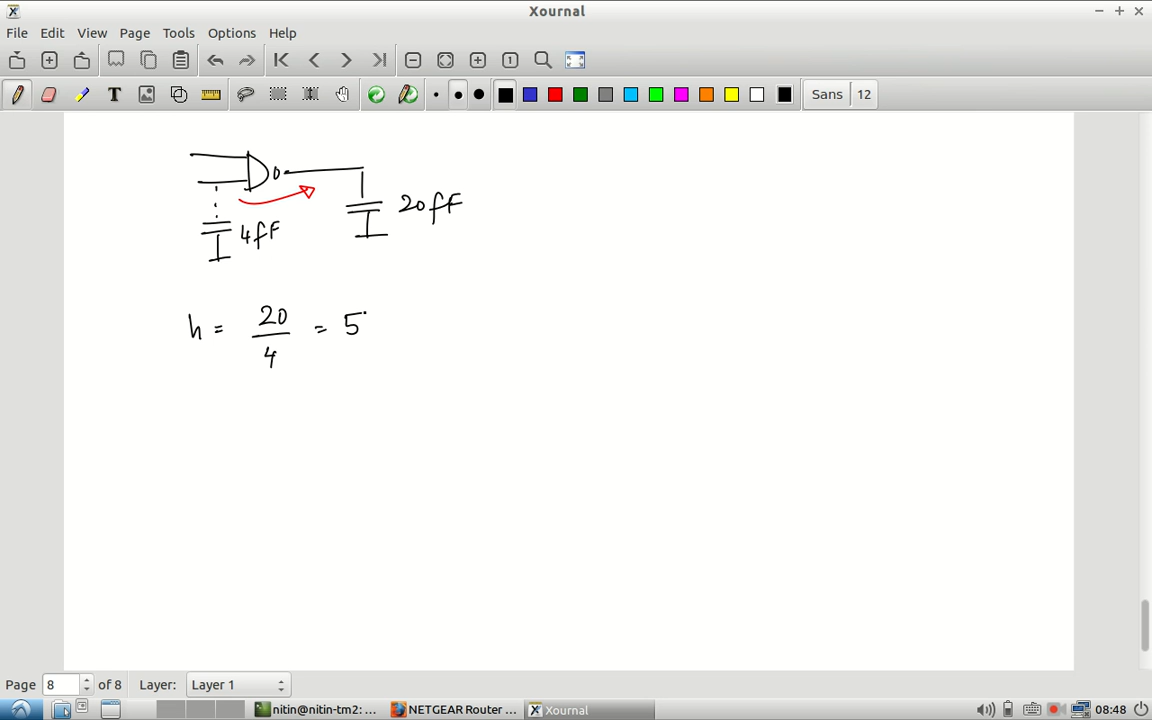 Xournal
File Edit View Page Tools Options Help
Sans 12
20fF
4fF
h = 20/4 = 5
Page 8 of 8 Layer: Layer 1
nitin@nitin-tm2: ... NETGEAR Router ... Xournal 08:48